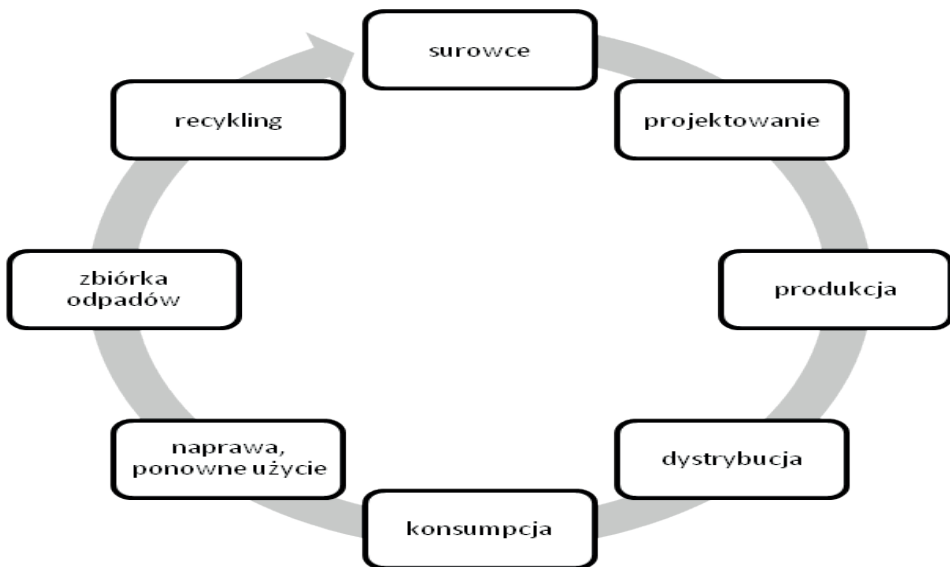 surowce
projektowanie
produkcja
dystrybucja
konsumpcja
naprawa,
ponowne użycie
zbiórka
odpadów
recykling